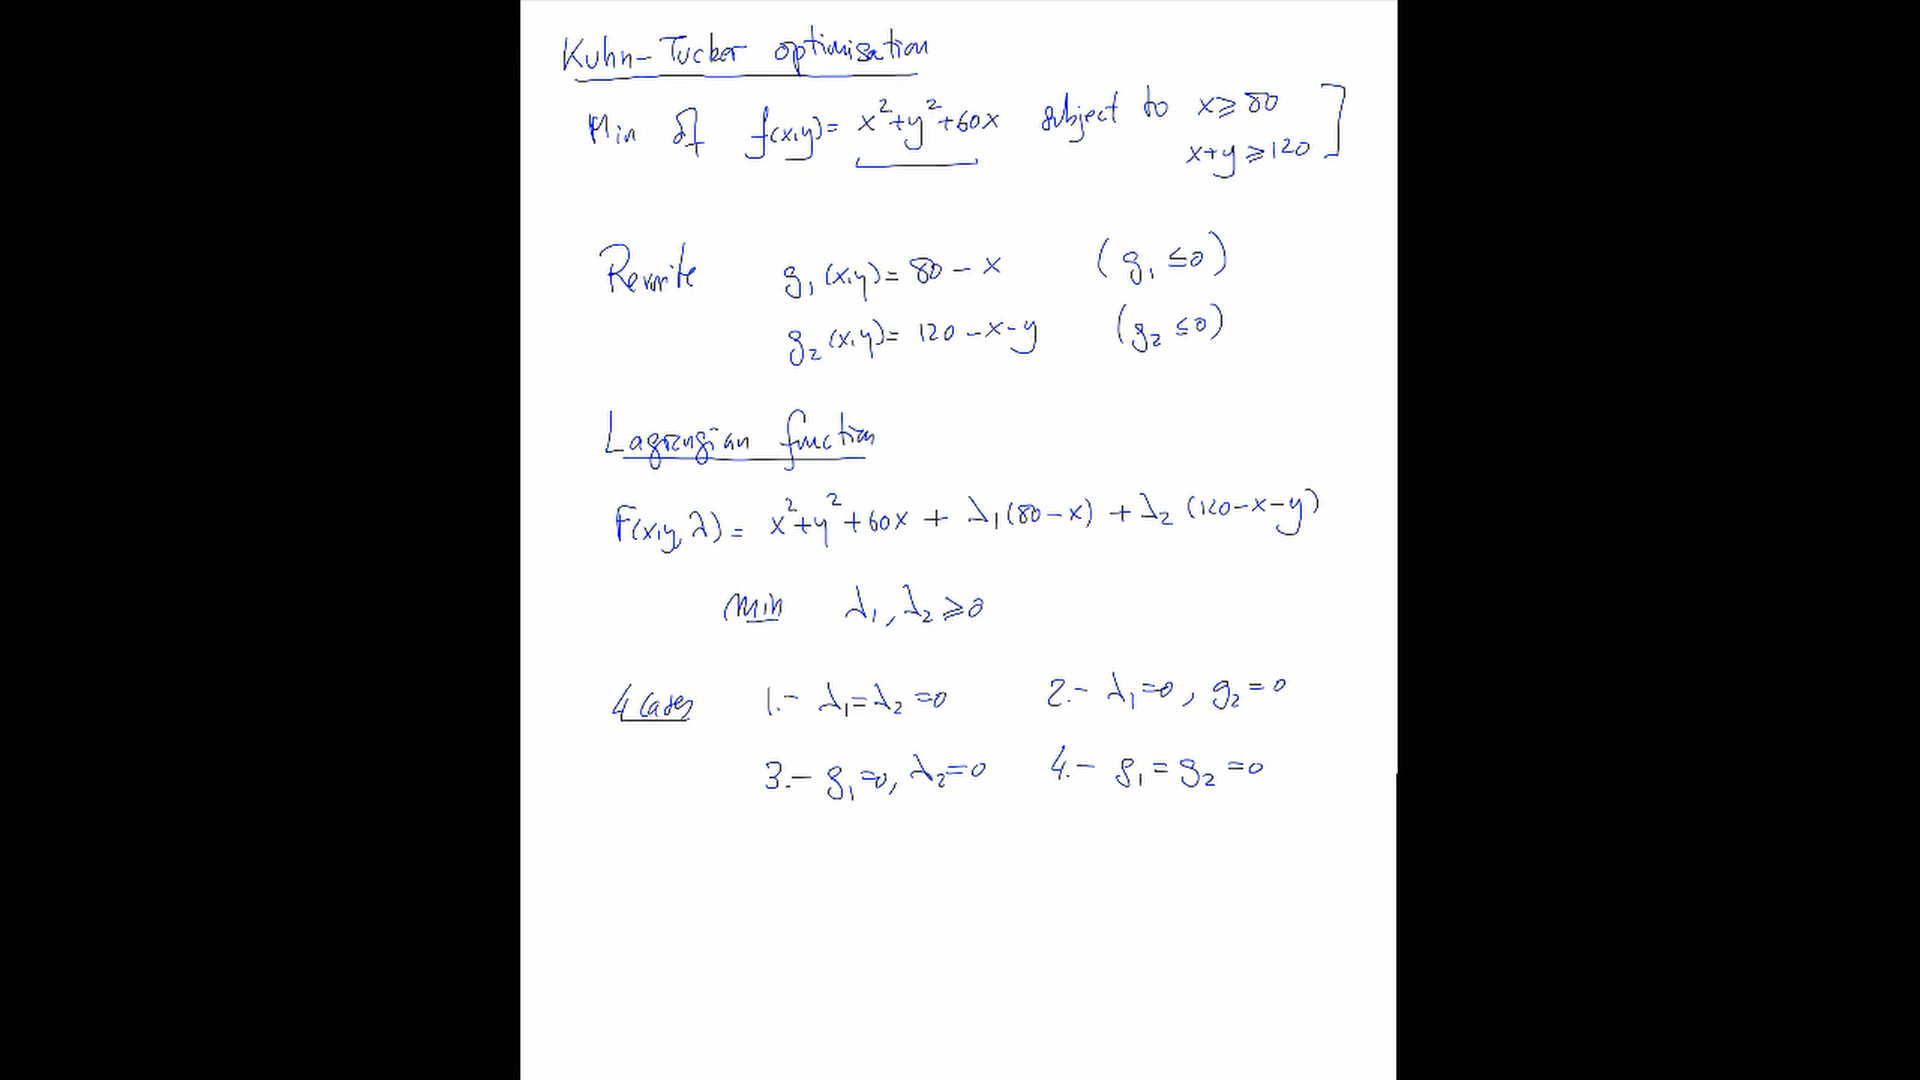 Kuhn-Tucker optimisation
Min of f(x,y)= x²+y²+60x subject to x≥80
x+y≥120
Rewrite g₁(x,y)= 80-x (g₁≤0)
g₂(x,y)= 120-x-y (g₂≤0)
Lagrangian function
F(x,y,λ)= x²+y²+60x + λ₁(80-x) + λ₂(120-x-y)
min λ₁, λ₂≥0
4 Cases 1.- λ₁=λ₂=0 2.- λ₁=0, g₂=0
3.- g₁=0, λ₂=0 4.- g₁=g₂=0